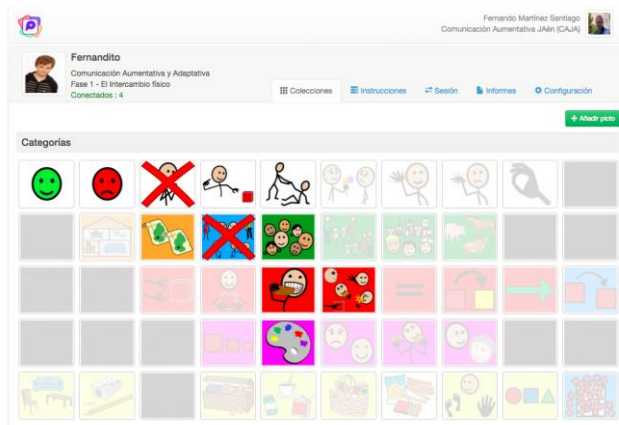 Fernando Martínez Santiago
Comunicación Aumentativa JAén (CAJA)
Fernandito
Comunicación Aumentativa y Adaptativa
Fase 1 - El Intercambio físico
Conectados : 4
Colecciones
Instrucciones
Sesión
Informes
Configuración
+ Añadir picto
Categorías